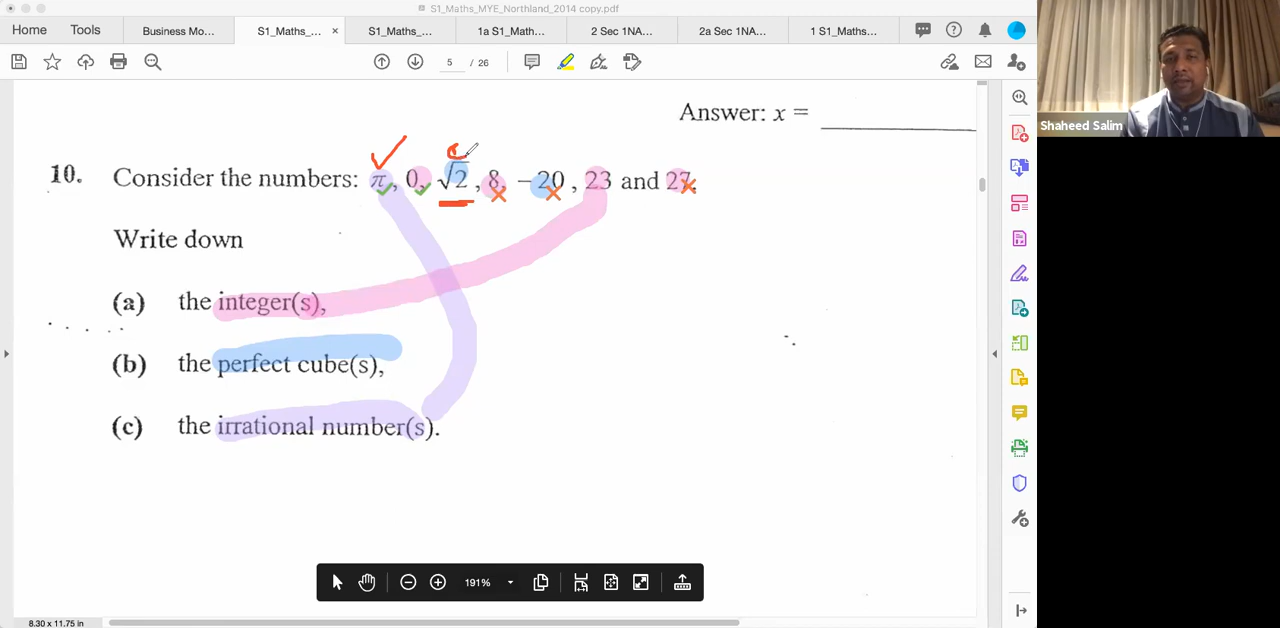 S1_Maths_MYE_Northland_2014 copy.pdf
Home Tools Business Mo... S1_Maths_... × S1_Maths_... 1a S1_Math... 2 Sec 1NA... 2a Sec 1NA... 1 S1_Maths...
5 / 26
Shaheed Salim
Answer: x =
10. Consider the numbers: π, 0, √2, 8, −20, 23 and 27.
Write down
(a) the integer(s),
(b) the perfect cube(s),
(c) the irrational number(s).
191%
8.30 x 11.75 in